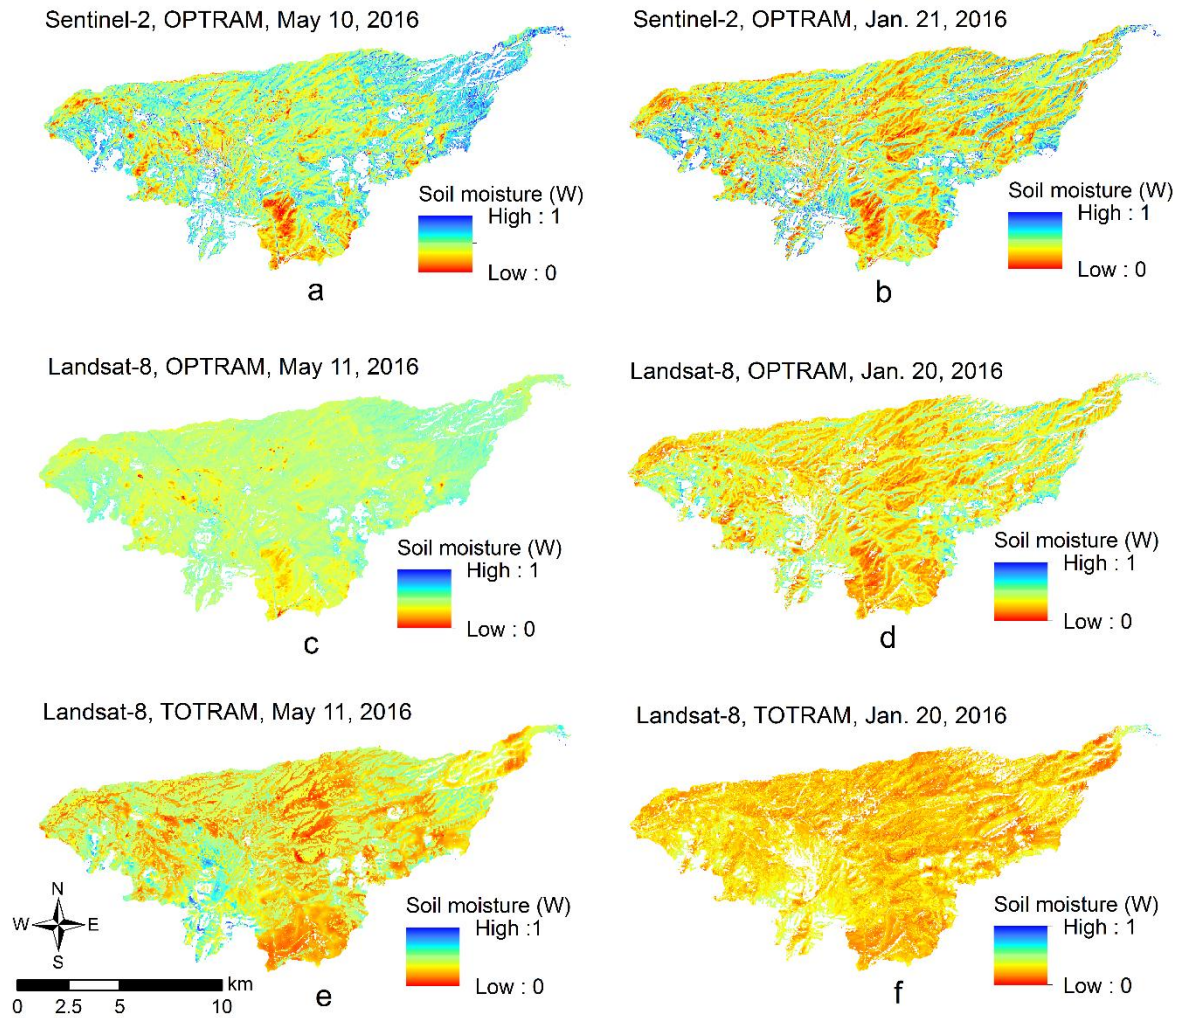 Sentinel-2, OPTRAM, May 10, 2016
Sentinel-2, OPTRAM, Jan. 21, 2016
Soil moisture (W)
High : 1
Low : 0
a
Soil moisture (W)
High : 1
Low : 0
b
Landsat-8, OPTRAM, May 11, 2016
Landsat-8, OPTRAM, Jan. 20, 2016
Soil moisture (W)
High : 1
Low : 0
c
Soil moisture (W)
High : 1
Low : 0
d
Landsat-8, TOTRAM, May 11, 2016
Landsat-8, TOTRAM, Jan. 20, 2016
N
W E
S
km
0 2.5 5 10
Soil moisture (W)
High :1
Low : 0
e
Soil moisture (W)
High : 1
Low : 0
f